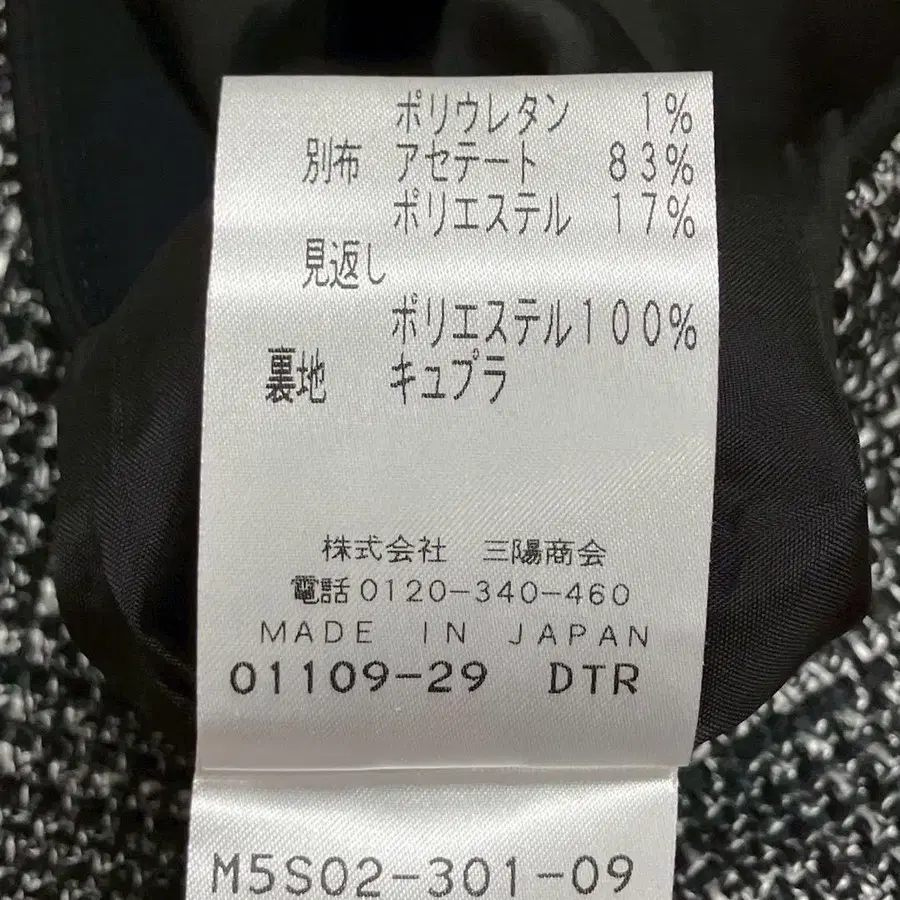 ポリウレタン 1%
別布 アセテート 83%
ポリエステル 17%
見返し
ポリエステル100%
裏地 キュプラ
株式会社 三陽商会
電話0120-340-460
MADE IN JAPAN
01109-29 DTR
M5S02-301-09